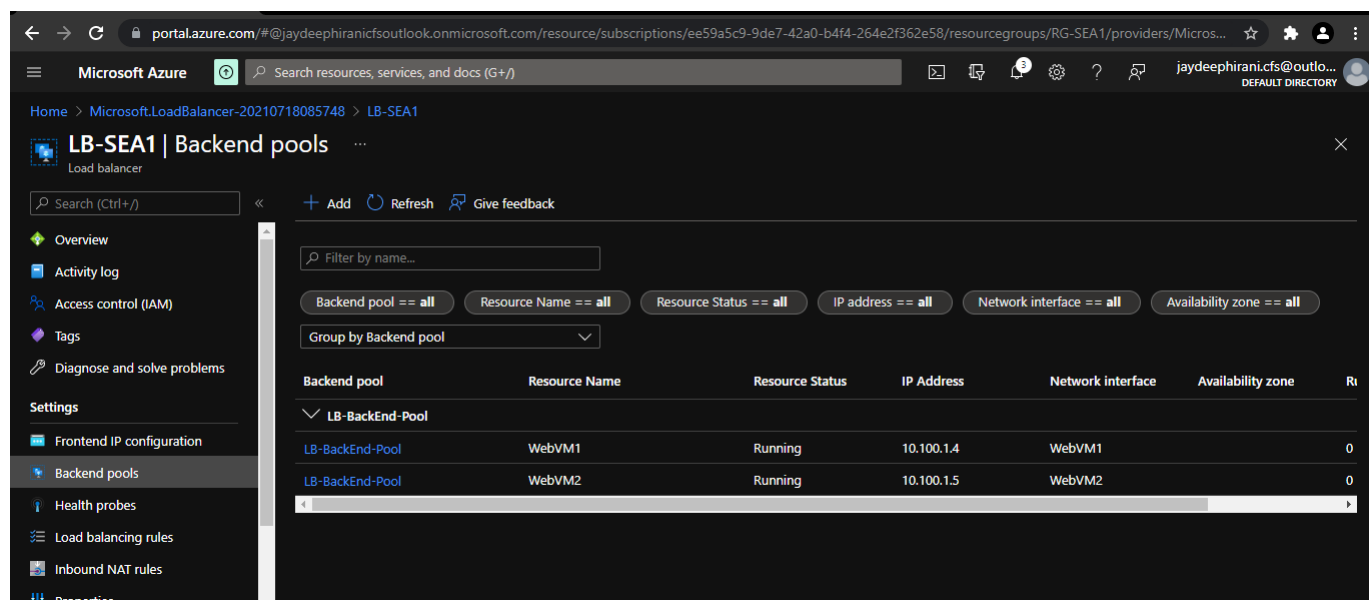 portal.azure.com/#@jaydeephiranicfsoutlook.onmicrosoft.com/resource/subscriptions/ee59a5c9-9de7-42a0-b4f4-264e2f362e58/resourcegroups/RG-SEA1/providers/Micros...
Microsoft Azure
Search resources, services, and docs (G+/)
3
jaydeephirani.cfs@outlo...
DEFAULT DIRECTORY
Home > Microsoft.LoadBalancer-20210718085748 > LB-SEA1
LB-SEA1 | Backend pools ...
Load balancer
Search (Ctrl+/)
«
Add Refresh Give feedback
Overview
Activity log
Access control (IAM)
Tags
Diagnose and solve problems
Settings
Frontend IP configuration
Backend pools
Health probes
Load balancing rules
Inbound NAT rules
Properties
Filter by name...
Backend pool == all Resource Name == all Resource Status == all IP address == all Network interface == all Availability zone == all
Group by Backend pool
Backend pool Resource Name Resource Status IP Address Network interface Availability zone
LB-BackEnd-Pool
LB-BackEnd-Pool WebVM1 Running 10.100.1.4 WebVM1 0
LB-BackEnd-Pool WebVM2 Running 10.100.1.5 WebVM2 0